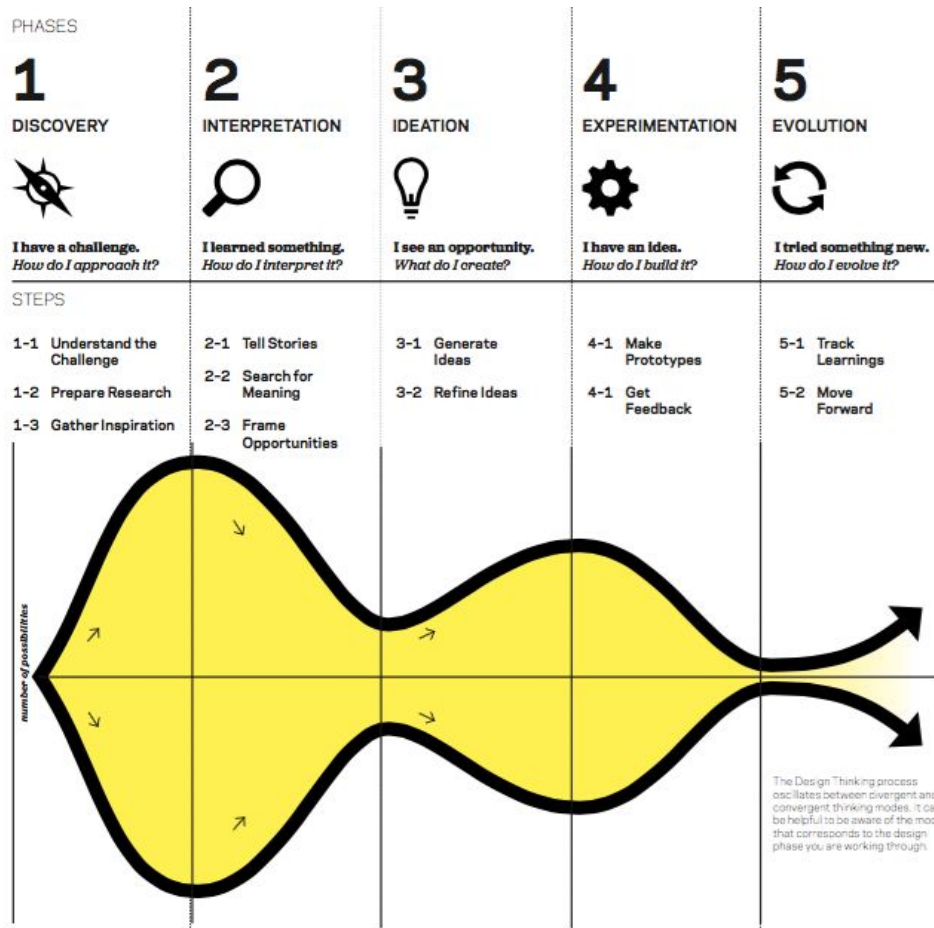 PHASES
1
DISCOVERY
I have a challenge.
How do I approach it?
2
INTERPRETATION
I learned something.
How do I interpret it?
3
IDEATION
I see an opportunity.
What do I create?
4
EXPERIMENTATION
I have an idea.
How do I build it?
5
EVOLUTION
I tried something new.
How do I evolve it?
STEPS
1-1 Understand the
Challenge
1-2 Prepare Research
1-3 Gather Inspiration
2-1 Tell Stories
2-2 Search for
Meaning
2-3 Frame
Opportunities
3-1 Generate
Ideas
3-2 Refine Ideas
4-1 Make
Prototypes
4-1 Get
Feedback
5-1 Track
Learnings
5-2 Move
Forward
number of possibilities
The Design Thinking process
oscillates between divergent and
convergent thinking modes. It ca
be helpful to be aware of the mod
that corresponds to the design
phase you are working through.